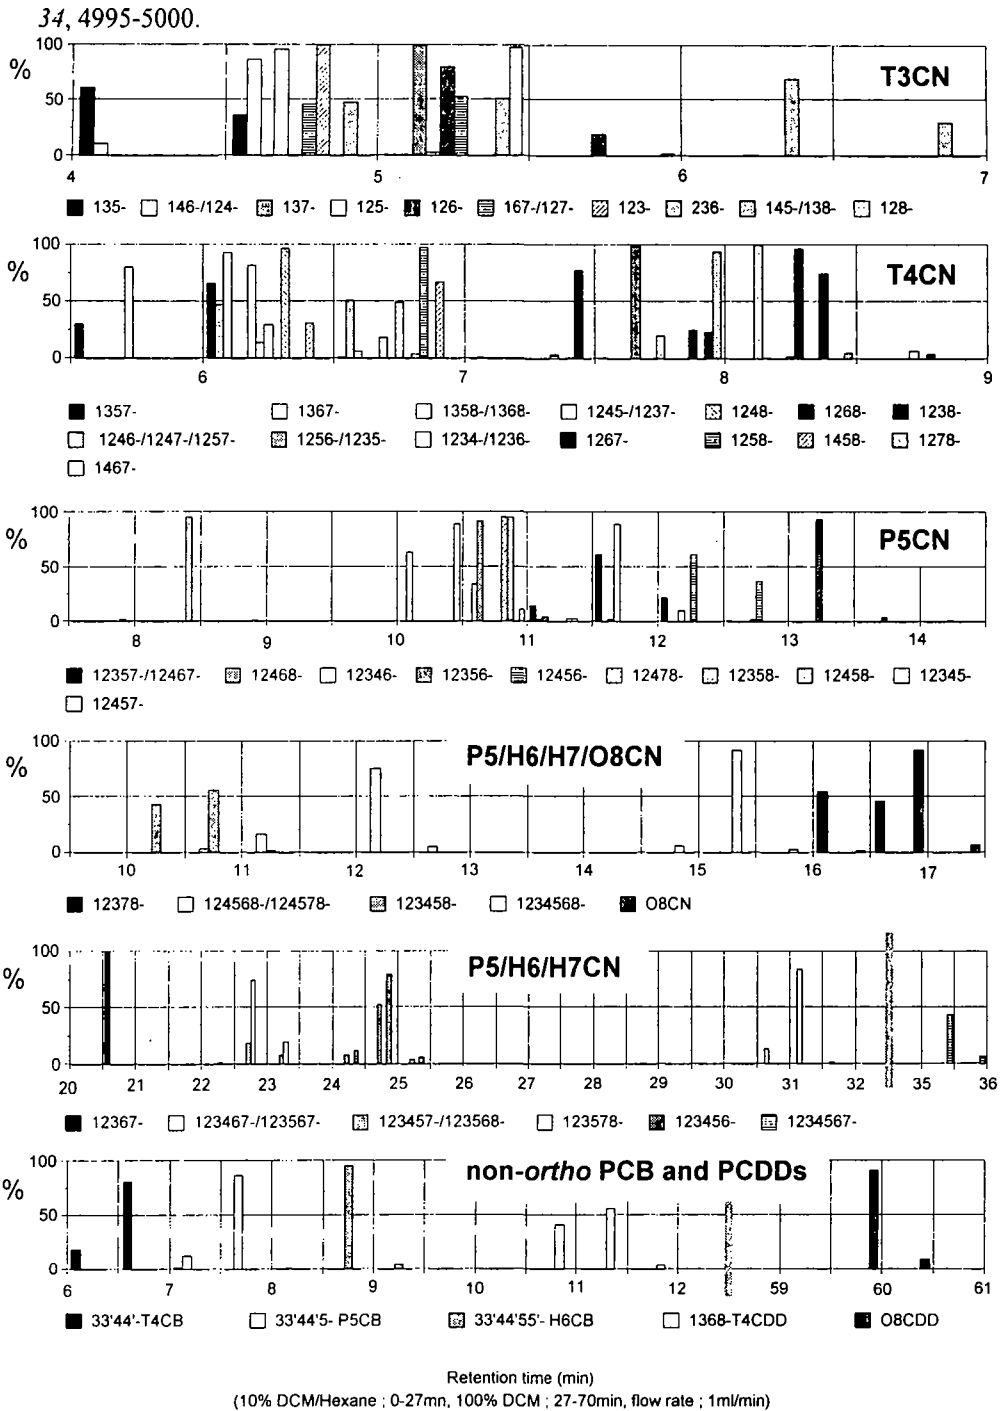 34, 4995-5000.
100
%
T3CN
50
0
4 5 6 7
135- 146-/124- 137- 125- 126- 167-/127- 123- 236- 145-/138- 128-
100
%
T4CN
50
0
6 7 8 9
1357- 1367- 1358-/1368- 1245-/1237- 1248- 1268- 1238-
1246-/1247-/1257- 1256-/1235- 1234-/1236- 1267- 1258- 1458- 1278-
1467-
100
%
P5CN
50
0
8 9 10 11 12 13 14
12357-/12467- 12468- 12346- 12356- 12456- 12478- 12358- 12458- 12345-
12457-
100
P5/H6/H7/O8CN
%
50
0
10 11 12 13 14 15 16 17
12378- 124568-/124578- 123458- 1234568- O8CN
100
P5/H6/H7CN
%
50
0
20 21 22 23 24 25 26 27 28 29 30 31 32 35 36
12367- 123467-/123567- 123457-/123568- 123578- 123456- 1234567-
100
non-ortho PCB and PCDDs
%
50
0
6 7 8 9 10 11 12 59 60 61
33'44'-T4CB 33'44'5- P5CB 33'44'55'- H6CB 1368-T4CDD O8CDD
Retention time (min)
(10% DCM/Hexane ; 0-27mn, 100% DCM ; 27-70min, flow rate ; 1ml/min)